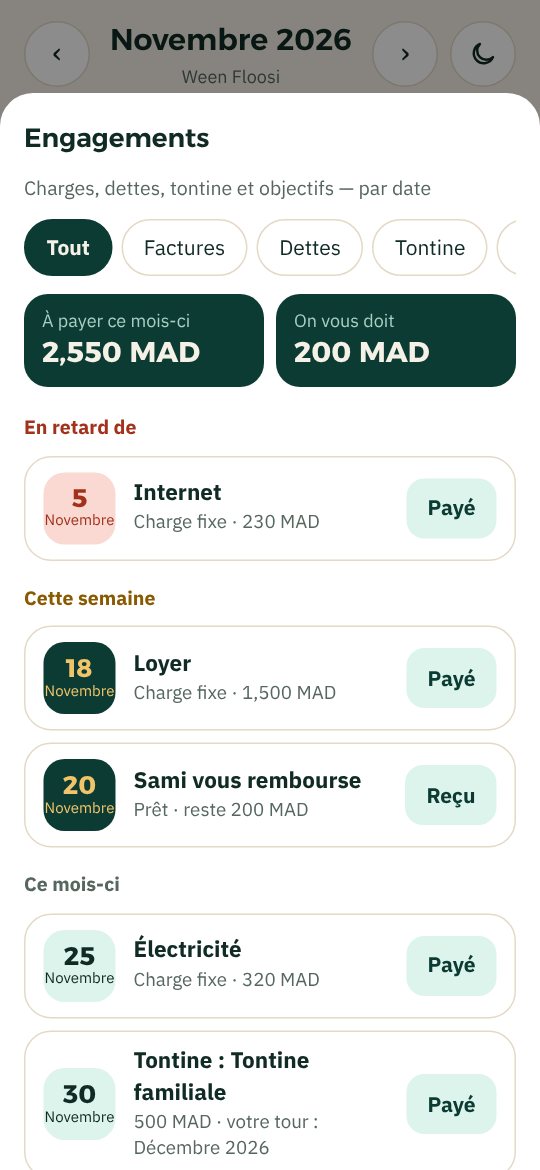 Novembre 2026
Ween Floosi
Engagements
Charges, dettes, tontine et objectifs — par date
Tout
Factures
Dettes
Tontine
À payer ce mois-ci
2,550 MAD
On vous doit
200 MAD
En retard de
5
Novembre
Internet
Charge fixe · 230 MAD
Payé
Cette semaine
18
Novembre
Loyer
Charge fixe · 1,500 MAD
Payé
20
Novembre
Sami vous rembourse
Prêt · reste 200 MAD
Reçu
Ce mois-ci
25
Novembre
Électricité
Charge fixe · 320 MAD
Payé
30
Novembre
Tontine : Tontine
familiale
500 MAD · votre tour :
Décembre 2026
Payé